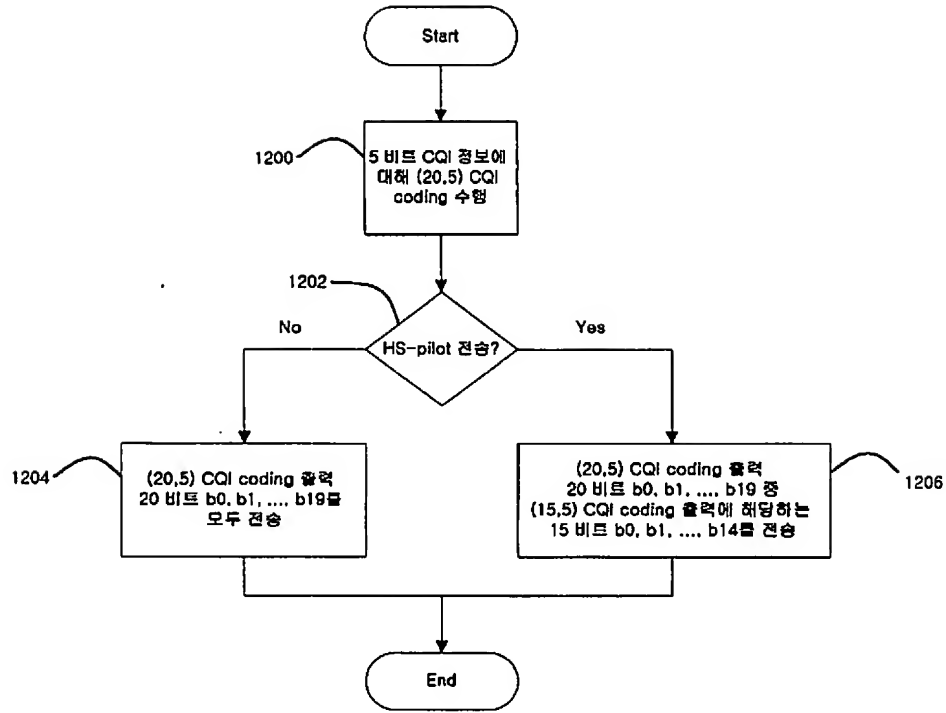 Start
1200
5 비트 CQI 정보에
대해 (20,5) CQI
coding 수행
1202
No
Yes
HS-pilot 전송?
1204
(20,5) CQI coding 출력
20 비트 b0, b1, ..., b19를
모두 전송
(20,5) CQI coding 출력
20 비트 b0, b1, ..., b19 중
(15,5) CQI coding 출력에 해당하는
15 비트 b0, b1, ..., b14를 전송
1206
End